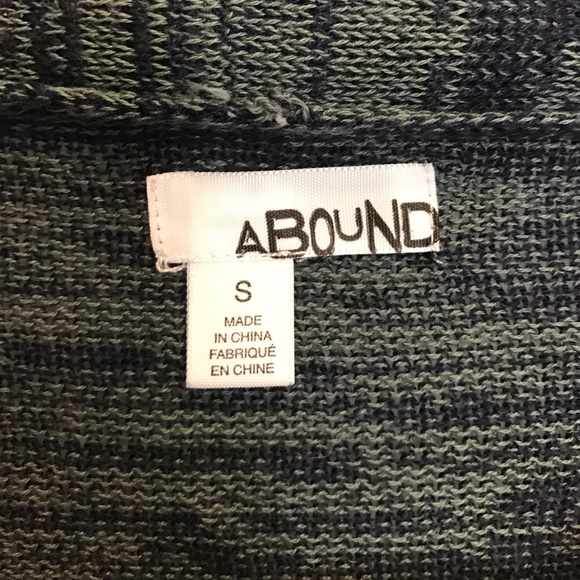 ABOUND
S
MADE
IN CHINA
FABRIQUÉ
EN CHINE